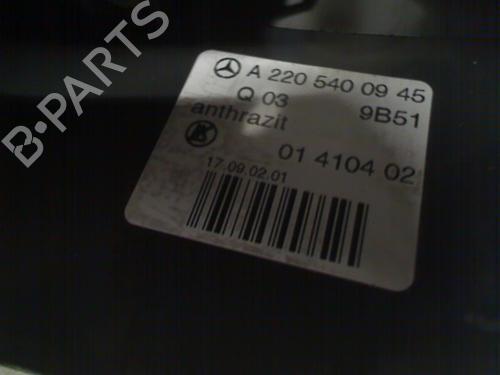 B-PARTS
A 220 540 09 45
Q 03 9B51
anthrazit
01 4104 02
17.09.02.01